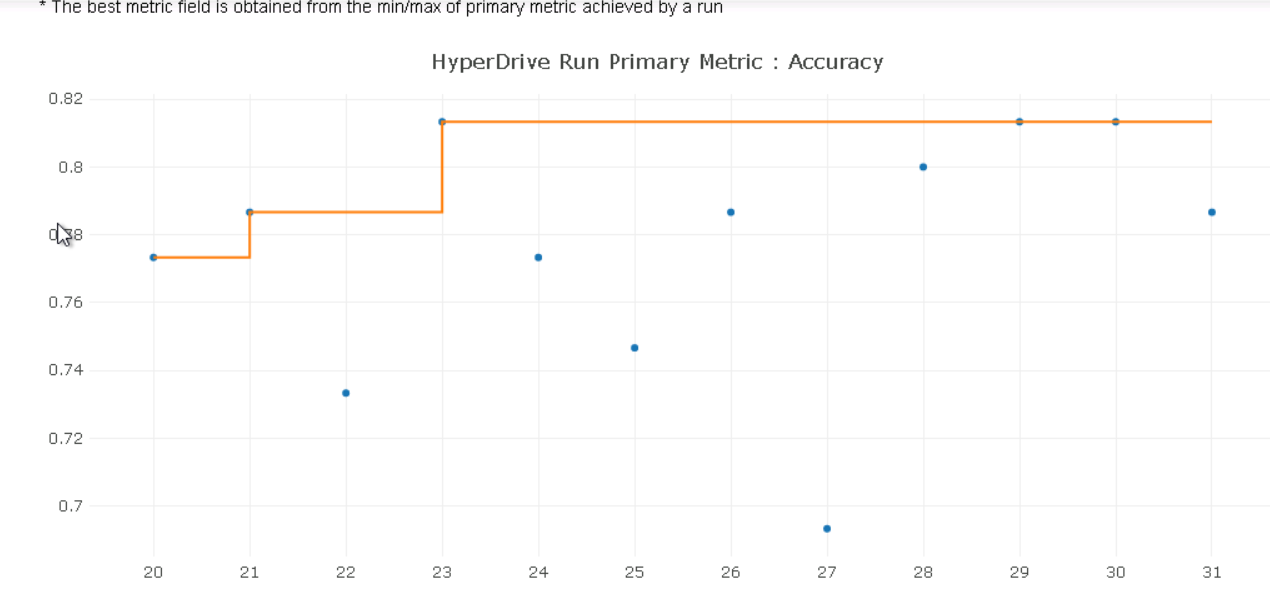 * The best metric field is obtained from the min/max of primary metric achieved by a run
HyperDrive Run Primary Metric : Accuracy
0.82
0.8
0.76
0.74
0.72
0.7
20 21 22 23 24 25 26 27 28 29 30 31